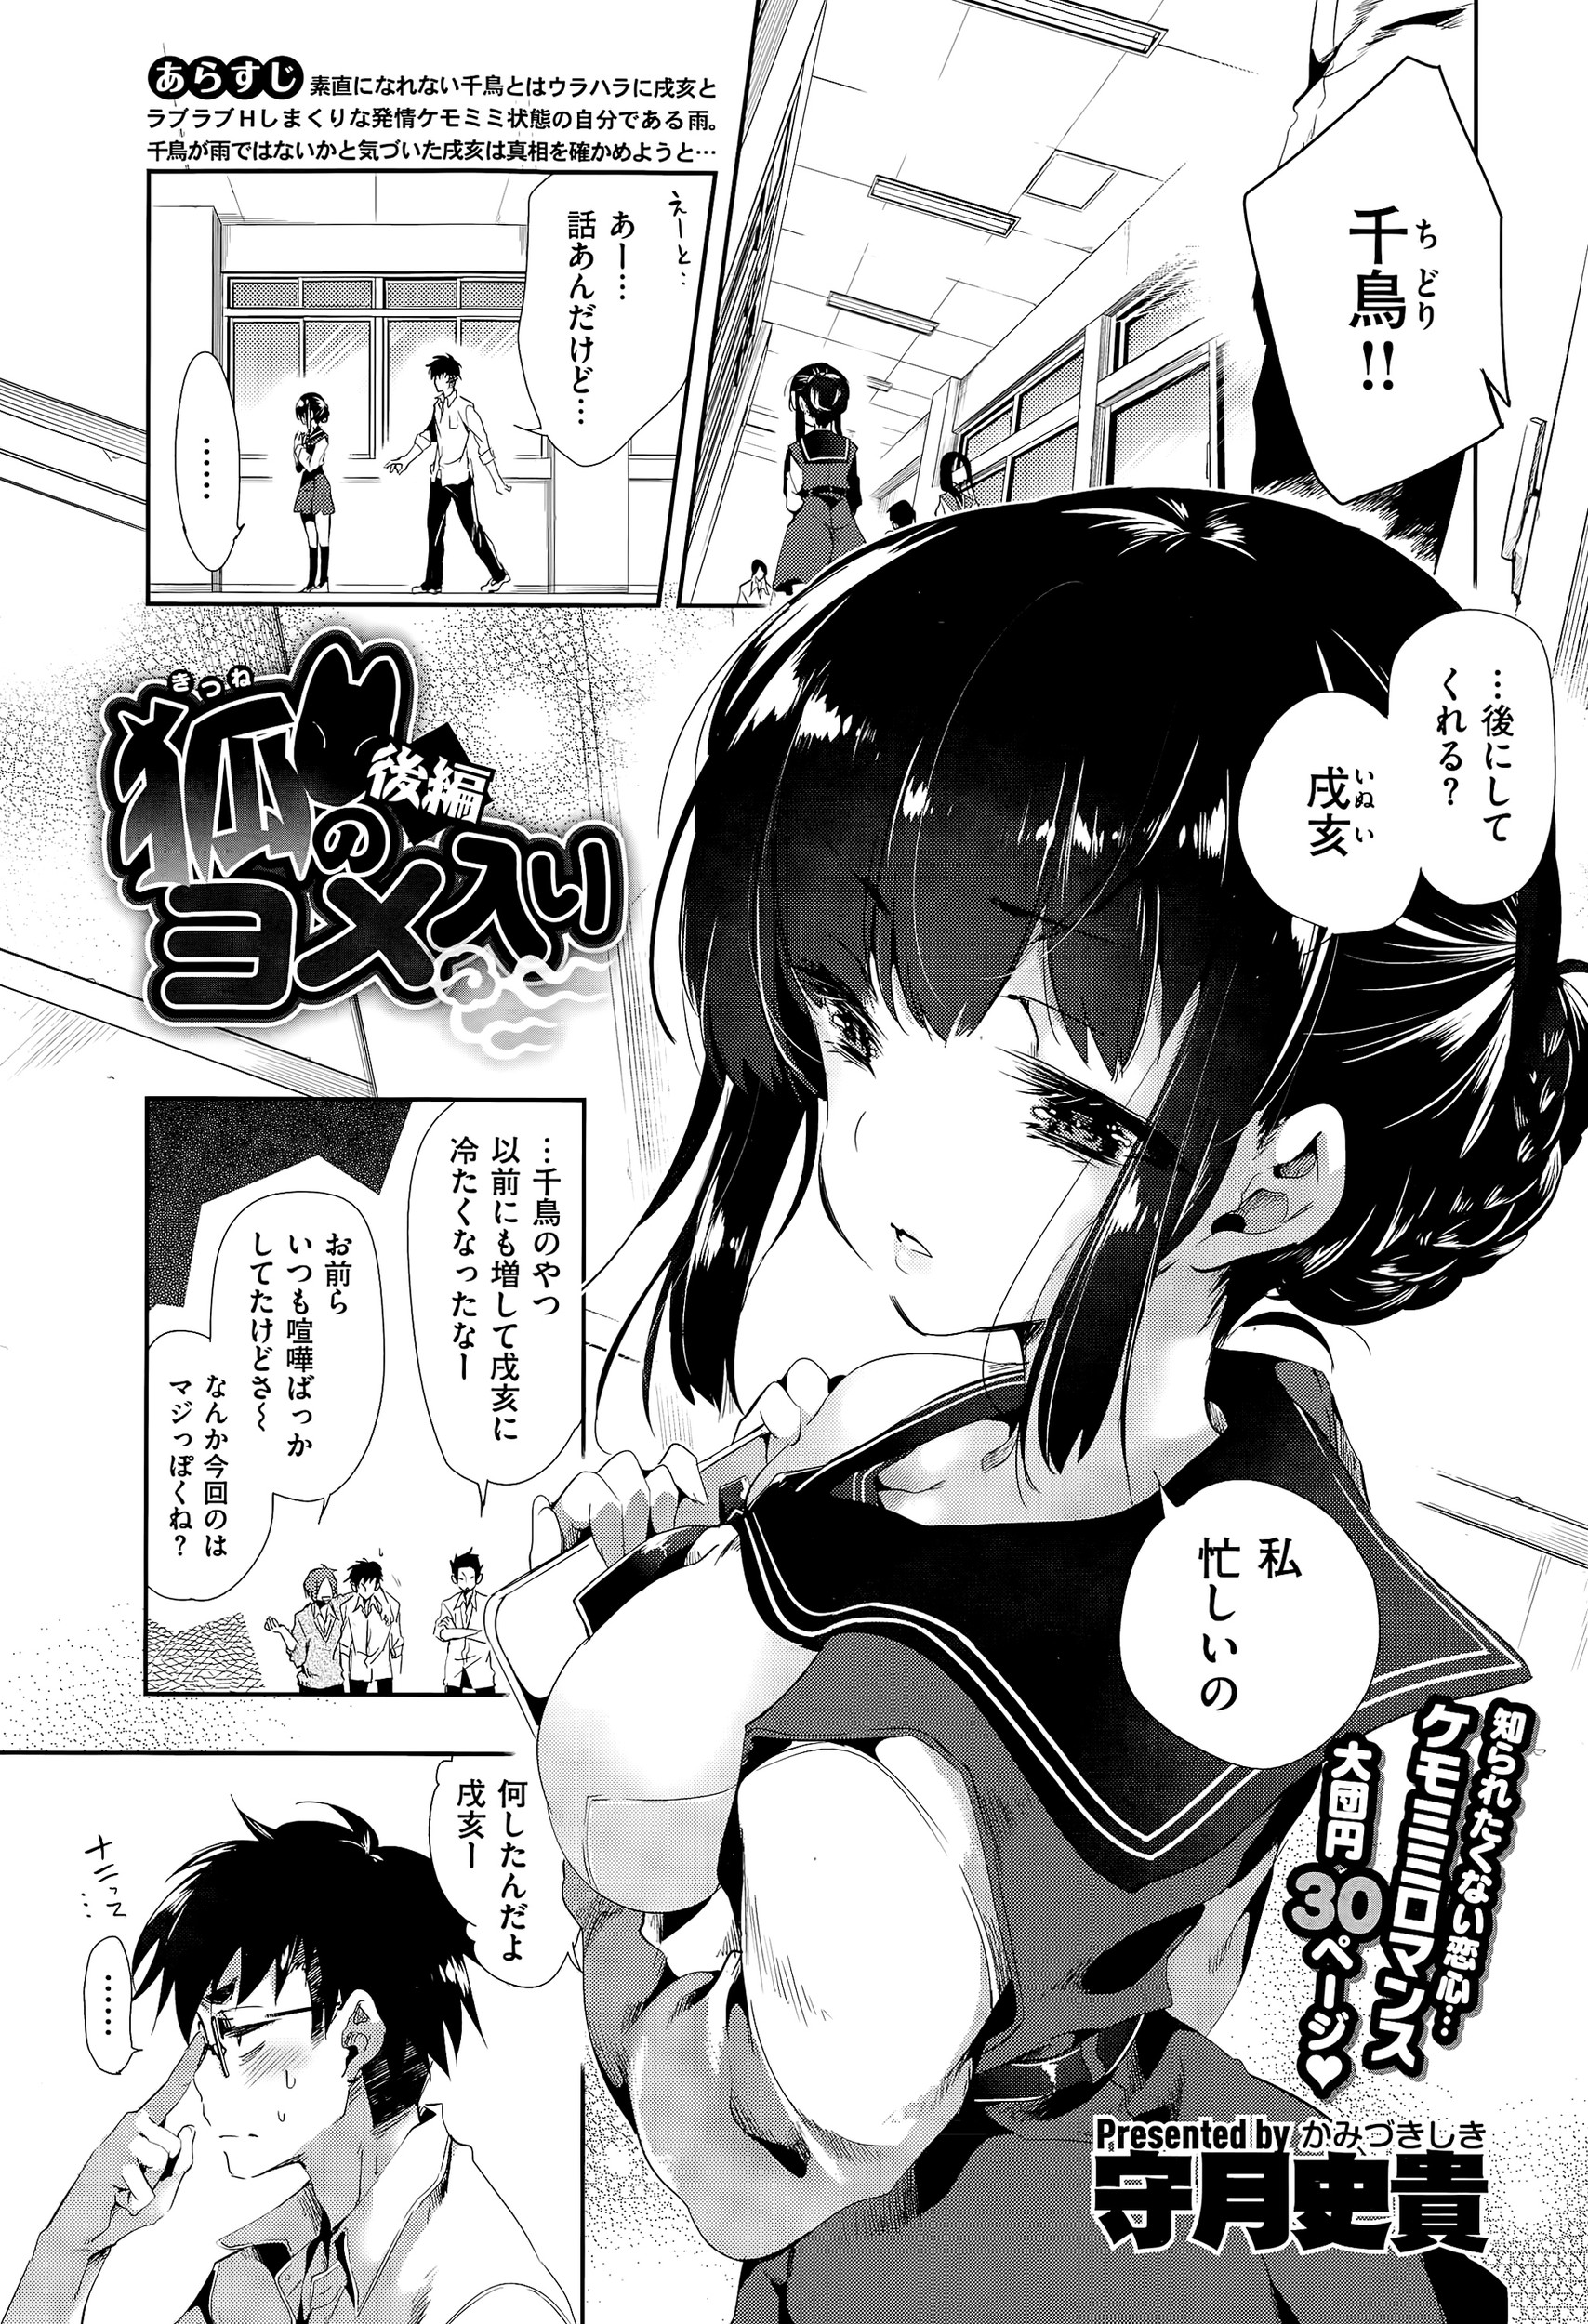 千鳥!!
ちどり
えーと‥
あー…
話あんだけど…
……
あらすじ 素直になれない千鳥とはウラハラに戌亥と
ラブラブHしまくりな発情ケモミミ状態の自分である雨。
千鳥が雨ではないかと気づいた戌亥は真相を確かめようと…
…後にして
くれる?
戌亥
いぬい
きつね
狐の
ヨメ入り
後編
私
忙しいの
…千鳥のやつ
以前にも増して戌亥に
冷たくなったなー
お前ら
いつも喧嘩ばっか
してたけどさ～
なんか今回のは
マジっぽくね?
何したんだよ
戌亥ー
ナニって
……
知られたくない恋心…
ケモミミロマンス
大団円30ページ♥
Presented by かみづきしき
守月史貴